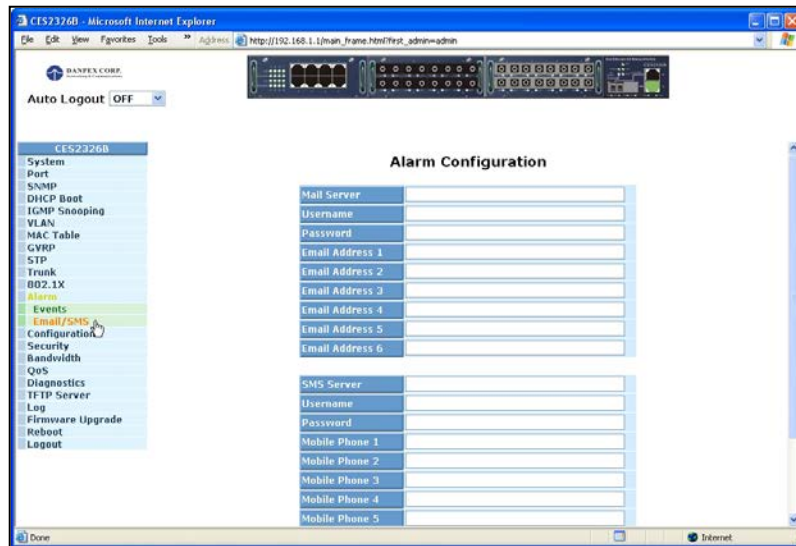 CES2326B - Microsoft Internet Explorer
File Edit View Favorites Tools » Address http://192.168.1.1/main_frame.html?first_admin=admin
DANPEX CORP.
Auto Logout OFF
CES2326B
System
Port
SNMP
DHCP Boot
IGMP Snooping
VLAN
MAC Table
GVRP
STP
Trunk
802.1X
Alarm
Events
Email/SMS
Configuration
Security
Bandwidth
QoS
Diagnostics
TFTP Server
Log
Firmware Upgrade
Reboot
Logout
Alarm Configuration
Mail Server
Username
Password
Email Address 1
Email Address 2
Email Address 3
Email Address 4
Email Address 5
Email Address 6
SMS Server
Username
Password
Mobile Phone 1
Mobile Phone 2
Mobile Phone 3
Mobile Phone 4
Mobile Phone 5
Done
Internet